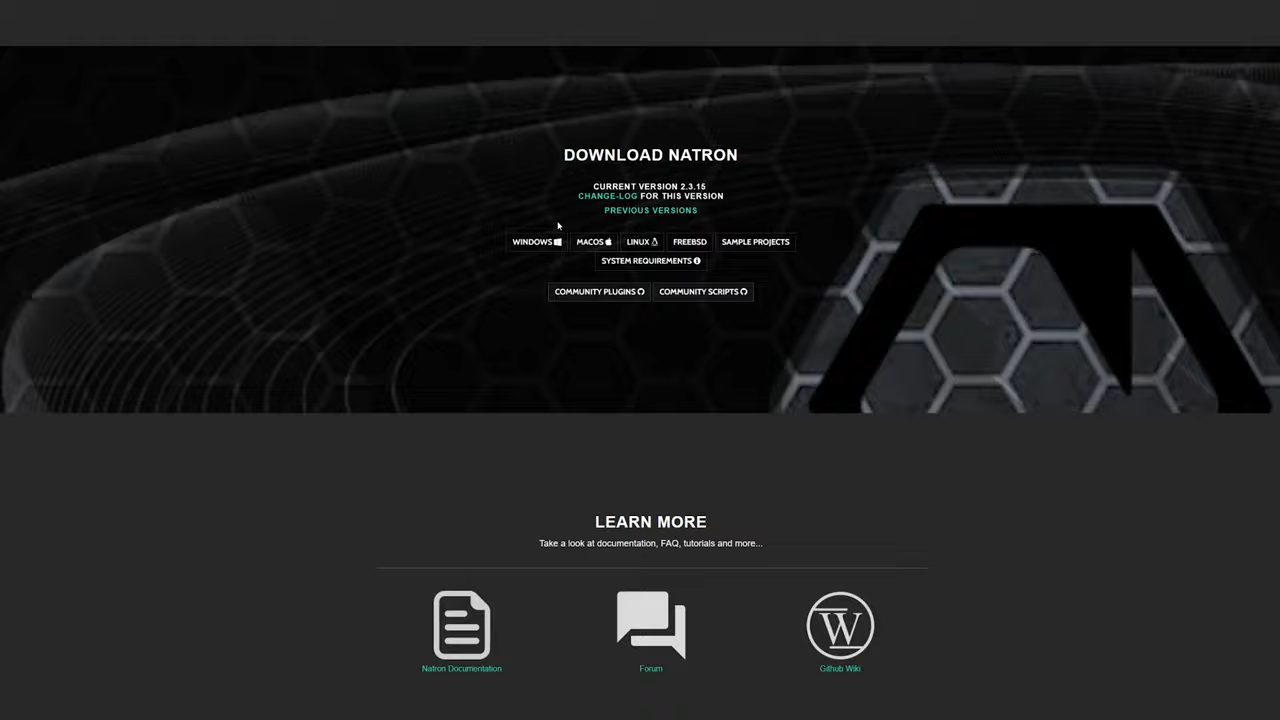 DOWNLOAD NATRON
CURRENT VERSION 2.3.15
CHANGE-LOG FOR THIS VERSION
PREVIOUS VERSIONS
WINDOWS MACOS LINUX FREEBSD SAMPLE PROJECTS
SYSTEM REQUIREMENTS
COMMUNITY PLUGINS COMMUNITY SCRIPTS
LEARN MORE
Take a look at documentation, FAQ, tutorials and more...
Natron Documentation Forum Github Wiki